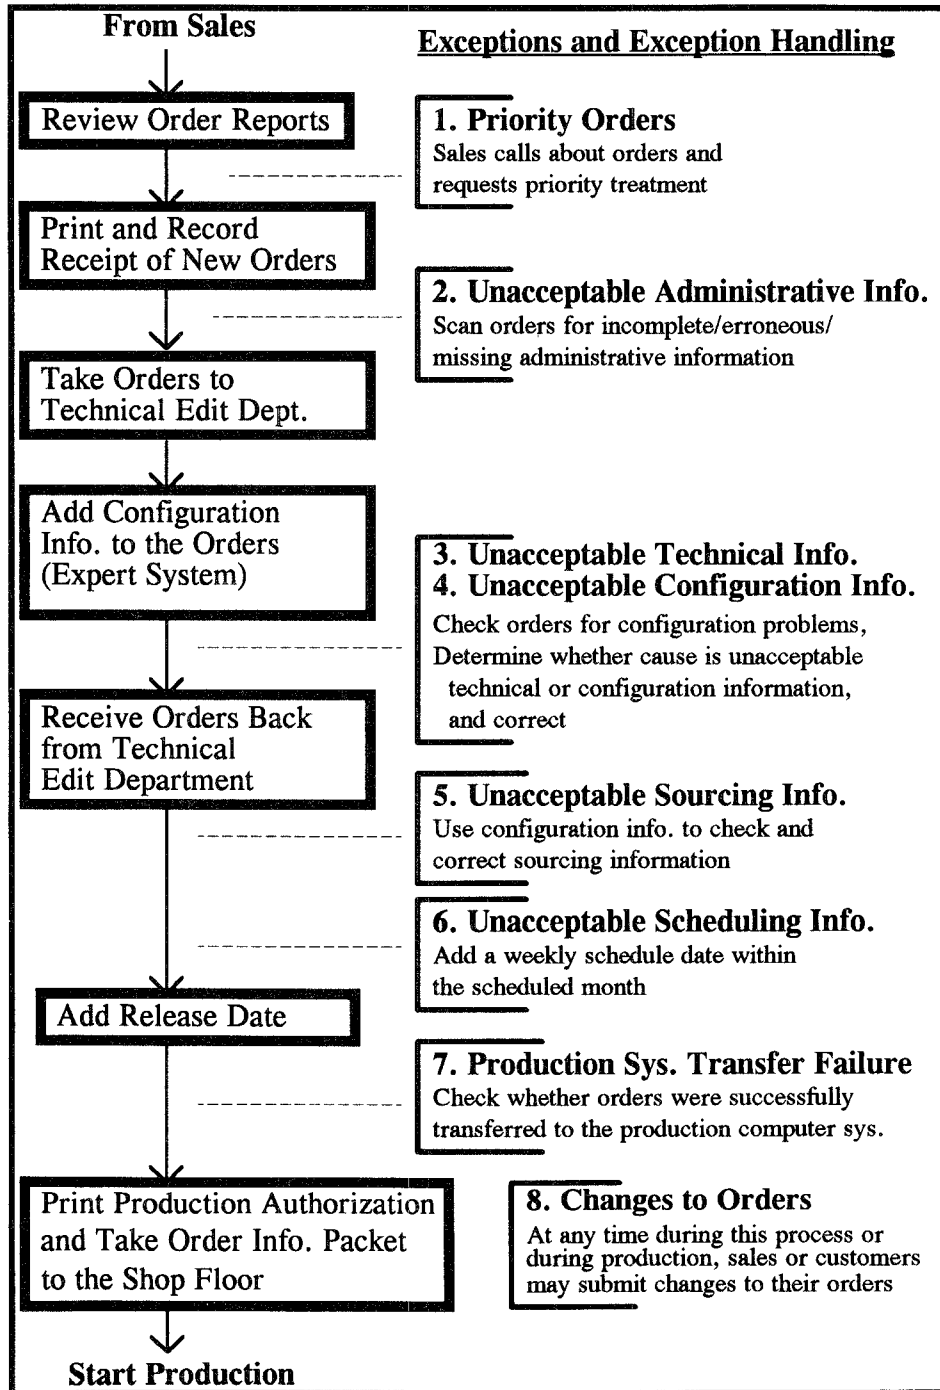 From Sales
Exceptions and Exception Handling
Review Order Reports
1. Priority Orders
Sales calls about orders and
requests priority treatment
Print and Record
Receipt of New Orders
2. Unacceptable Administrative Info.
Scan orders for incomplete/erroneous/
missing administrative information
Take Orders to
Technical Edit Dept.
Add Configuration
Info. to the Orders
(Expert System)
3. Unacceptable Technical Info.
4. Unacceptable Configuration Info.
Check orders for configuration problems,
Determine whether cause is unacceptable
technical or configuration information,
and correct
Receive Orders Back
from Technical
Edit Department
5. Unacceptable Sourcing Info.
Use configuration info. to check and
correct sourcing information
6. Unacceptable Scheduling Info.
Add a weekly schedule date within
the scheduled month
Add Release Date
7. Production Sys. Transfer Failure
Check whether orders were successfully
transferred to the production computer sys.
Print Production Authorization
and Take Order Info. Packet
to the Shop Floor
8. Changes to Orders
At any time during this process or
during production, sales or customers
may submit changes to their orders
Start Production